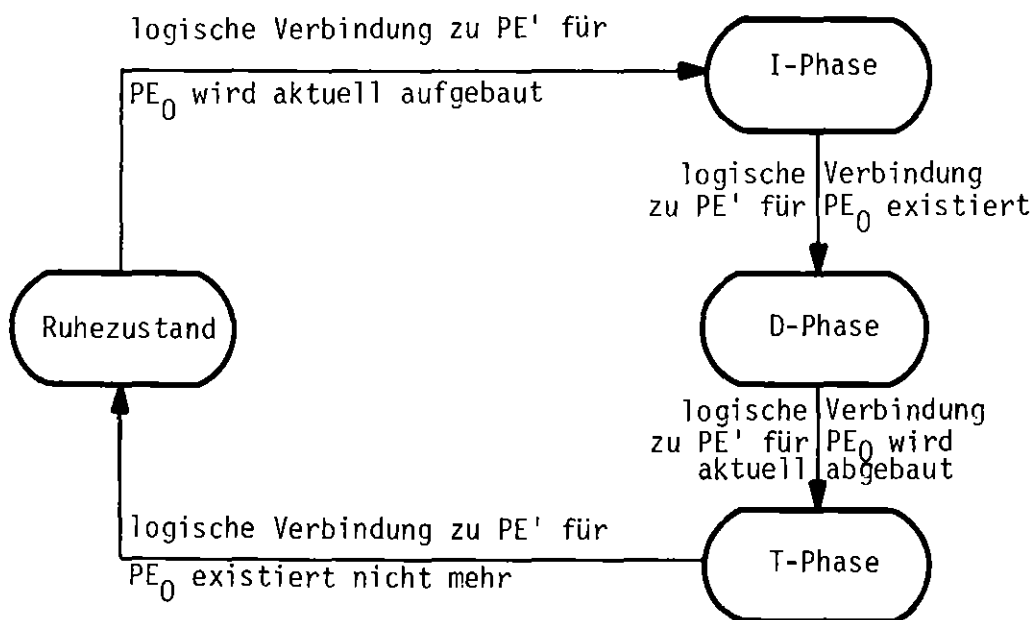 logische Verbindung zu PE' für
PE0 wird aktuell aufgebaut
I-Phase
logische Verbindung
zu PE' für PE0 existiert
Ruhezustand
D-Phase
logische Verbindung
zu PE' für PE0 wird
aktuell abgebaut
logische Verbindung zu PE' für
PE0 existiert nicht mehr
T-Phase